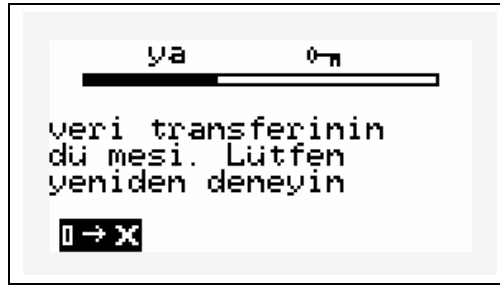 ya
veri transferinin
dü mesi. Lütfen
yeniden deneyin